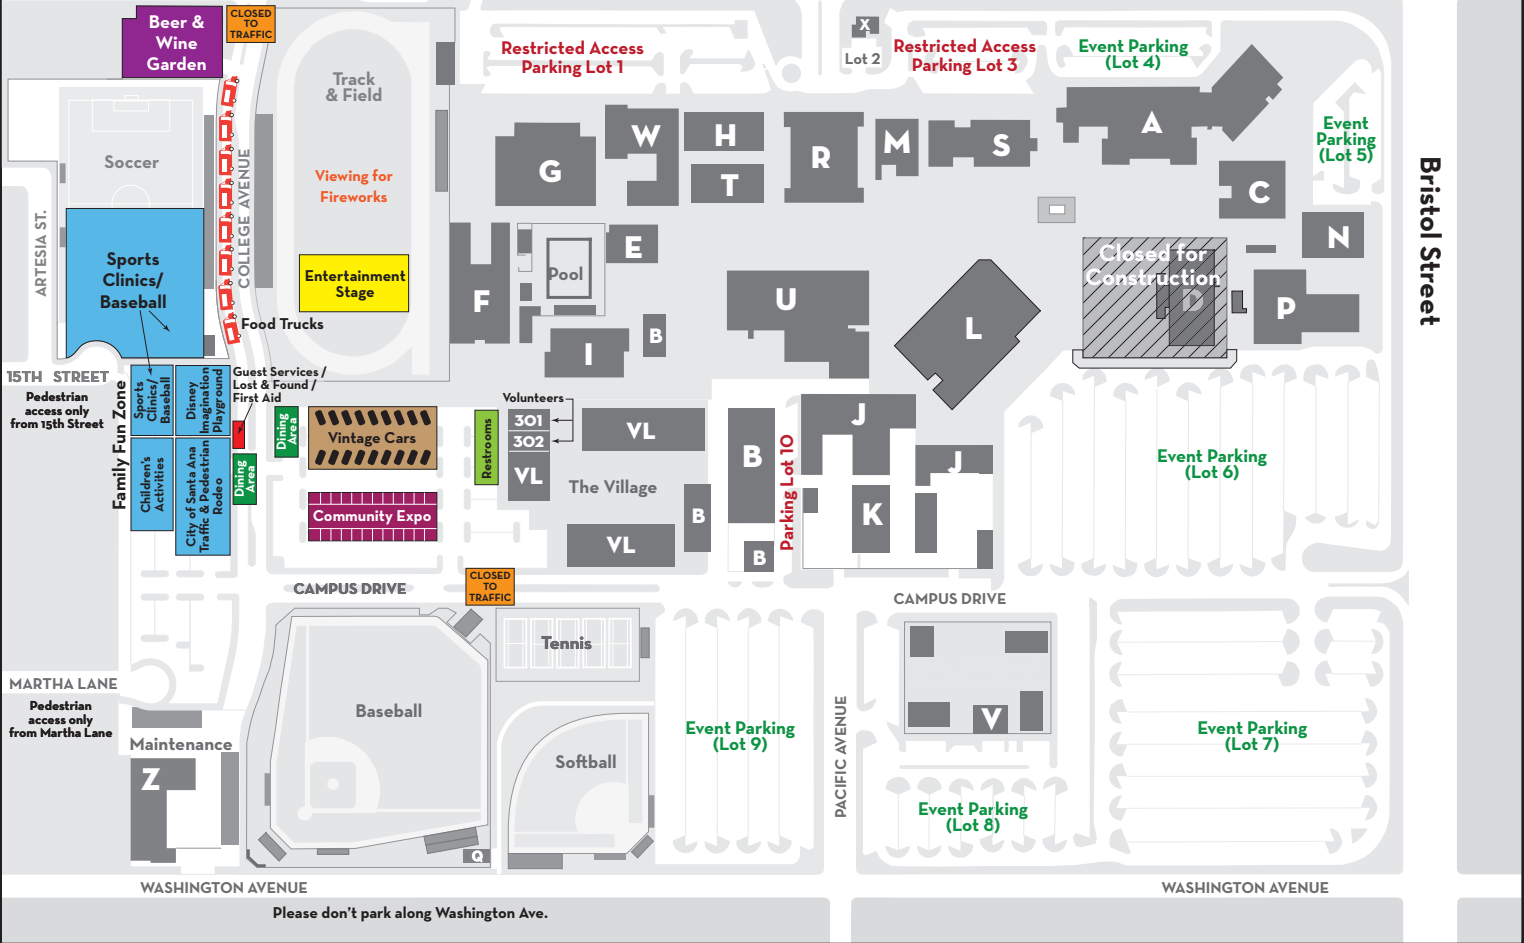 Beer &
Wine
Garden
CLOSED
TO
TRAFFIC
Restricted Access
Parking Lot 1
X
Lot 2
Restricted Access
Parking Lot 3
Event Parking
(Lot 4)
Event
Parking
(Lot 5)
Bristol Street
Track
& Field
Viewing for
Fireworks
Entertainment
Stage
Soccer
COLLEGE AVENUE
ARTESIA ST.
Sports
Clinics/
Baseball
Food Trucks
G
W
H
T
R
M
S
A
C
N
E
F
Pool
I
B
U
L
Closed for
Construction
D
P
15TH STREET
Pedestrian
access only
from 15th Street
Family Fun Zone
Sports
Clinics/
Baseball
Disney
Imagination
Playground
Children's
Activities
City of Santa Ana
Traffic & Pedestrian
Rodeo
Guest Services /
Lost & Found /
First Aid
Dining
Area
Dining
Area
Vintage Cars
Community Expo
Restrooms
Volunteers
301
302
VL
VL
The Village
VL
B
B
B
Parking Lot 10
J
J
K
Event Parking
(Lot 6)
CAMPUS DRIVE
CLOSED
TO
TRAFFIC
CAMPUS DRIVE
Tennis
Baseball
Softball
Q
MARTHA LANE
Pedestrian
access only
from Martha Lane
Maintenance
Z
Event Parking
(Lot 9)
PACIFIC AVENUE
V
Event Parking
(Lot 8)
Event Parking
(Lot 7)
WASHINGTON AVENUE
WASHINGTON AVENUE
Please don't park along Washington Ave.